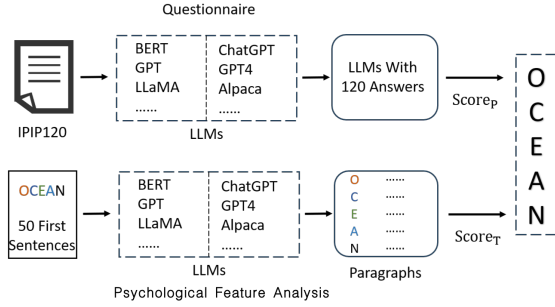 Questionnaire
IPIP120
BERT
GPT
LLaMA
......
ChatGPT
GPT4
Alpaca
......
LLMs
LLMs With
120 Answers
Score_P
O
C
E
A
N
OCEAN
50 First
Sentences
BERT
GPT
LLaMA
......
ChatGPT
GPT4
Alpaca
......
LLMs
O ......
C ......
E ......
A ......
N ......
Paragraphs
Score_T
Psychological Feature Analysis